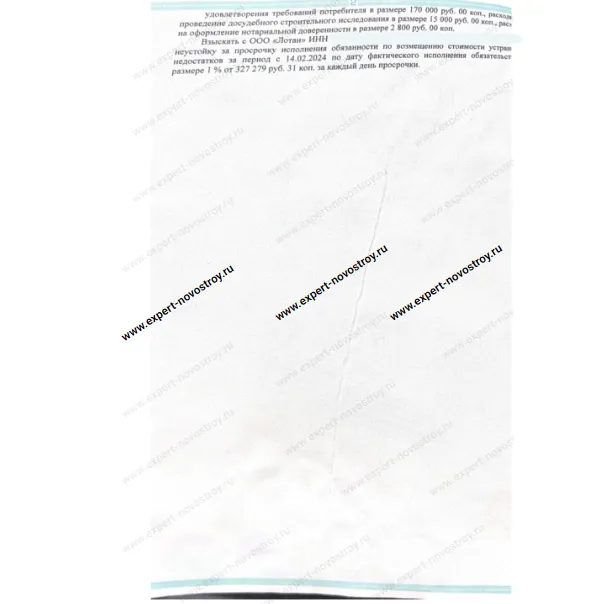 удовлетворения требований потребителя в размере 170 000 руб. 00 коп.,
проведение досудебного строительного исследования в размере 15 000 руб. 00 коп.,
на оформление нотариальной доверенности в размере 2 800 руб. 00 коп.
Взыскать с ООО «Лотан» ИНН
неустойку за просрочку исполнения обязанности по возмещению стоимости
недостатков за период с 14.02.2024 по дату фактического исполнения
размере 1 % от 327 279 руб. 31 коп. за каждый день просрочки.
www.expert-novostroy.ru
www.expert-novostroy.ru
www.expert-novostroy.ru